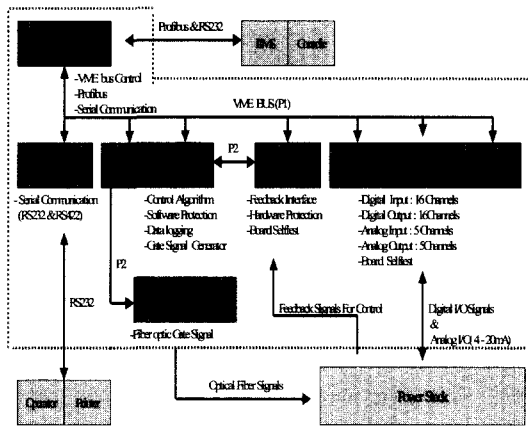 Profibus & RS232
EMS Console
-VME bus Control
-Profibus
-Serial Communication
VME BUS(P1)
P2
-Serial Communication
(RS232 & RS422)
-Control Algorithm
-Software Protection
-Data logging
-Gate Signal Generator
-Feedback Interface
-Hardware Protection
-Board Selftest
-Digital Input : 16 Channels
-Digital Output : 16 Channels
-Analog Input : 5 Channels
-Analog Output : 5 Channels
-Board Selftest
P2
RS232
-Fiber optic Gate Signal
Feedback Signals For Control
Digital I/O Signals
&
Analog I/O( 4 - 20mA)
Optical Fiber Signals
Operator Printer
Power Stack